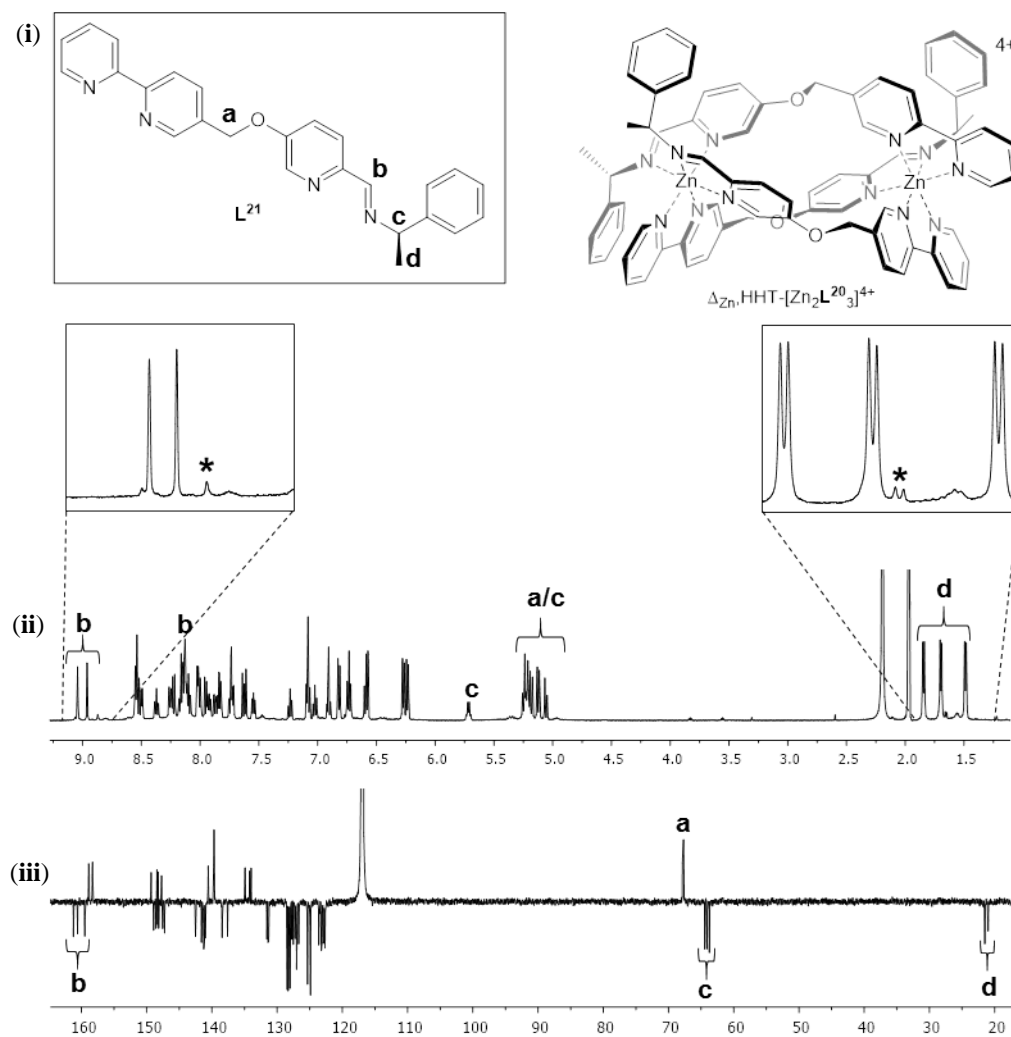 (i)
N
N
a
O
b
N
N
c
d
L²¹
4+
O
N
N
N
N
N
Zn
N
N
Zn
N
N
O
O
N
N
N
N
Δ_Zn,HHT-[Zn₂L²⁰₃]⁴⁺
*
*
(ii)
b
b
c
a/c
d
9.0 8.5 8.0 7.5 7.0 6.5 6.0 5.5 5.0 4.5 4.0 3.5 3.0 2.5 2.0 1.5
(iii)
b
a
c
d
160 150 140 130 120 110 100 90 80 70 60 50 40 30 20